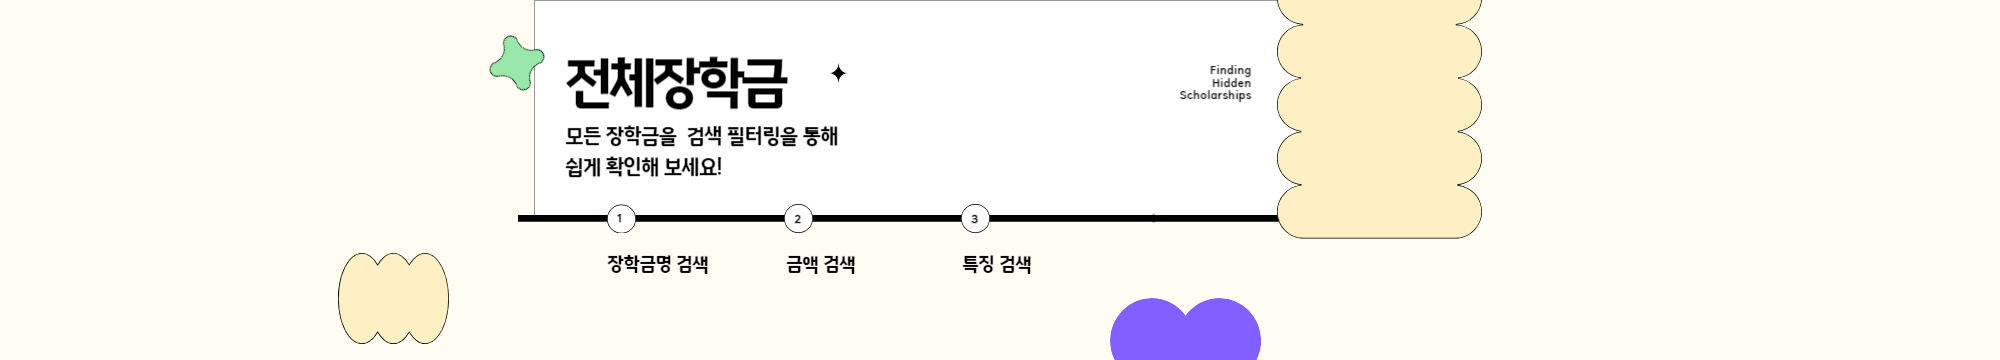 전체장학금
Finding
Hidden
Scholarships
모든 장학금을 검색 필터링을 통해
쉽게 확인해 보세요!
1
2
3
장학금명 검색
금액 검색
특징 검색